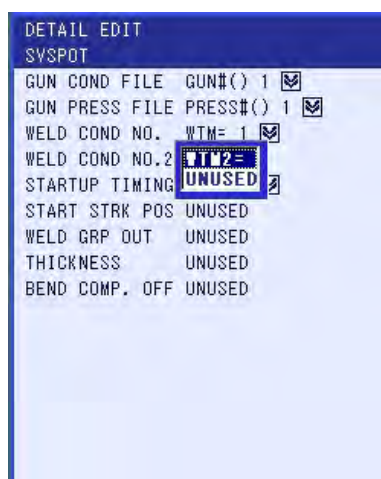 DETAIL EDIT
SVSPOT
GUN COND FILE GUN#() 1
GUN PRESS FILE PRESS#() 1
WELD COND NO. WTM= 1
WELD COND NO.2 WTM2=
UNUSED
STARTUP TIMING
START STRK POS UNUSED
WELD GRP OUT UNUSED
THICKNESS UNUSED
BEND COMP. OFF UNUSED